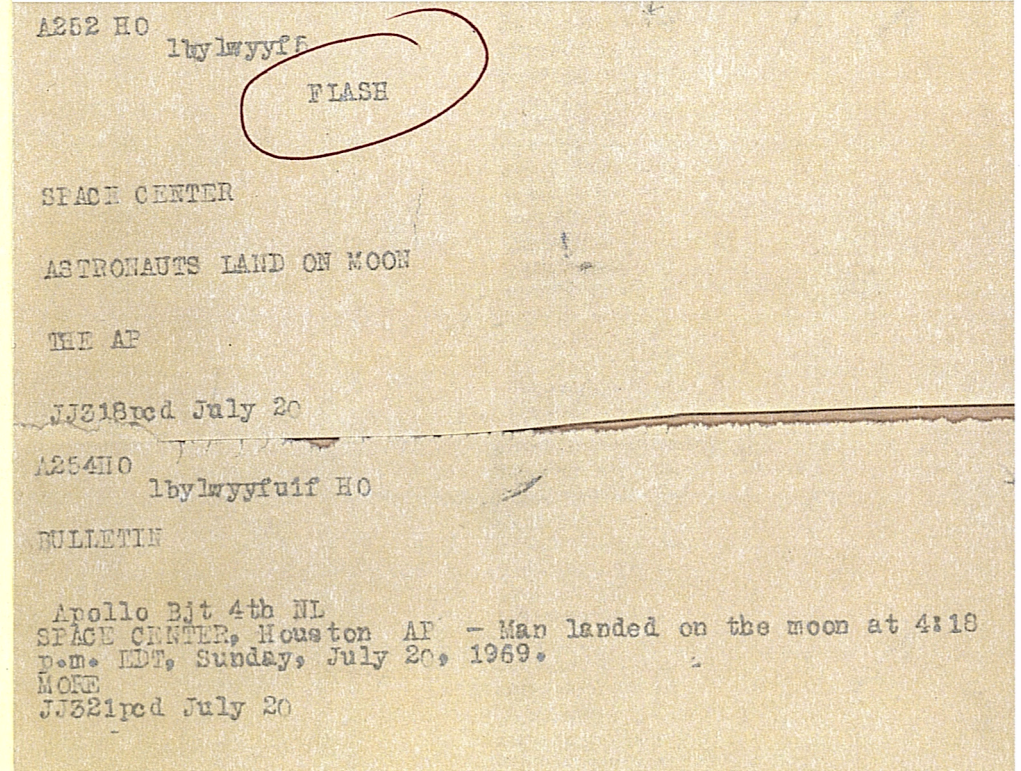 A252 HO
lbylwyyf5
FLASH
SPACE CENTER
ASTRONAUTS LAND ON MOON
THE AP
JJ318pcd July 20
A254HO
lbylwyyfuif HO
BULLETIN
Apollo Bjt 4th NL
SPACE CENTER, Houston AP - Man landed on the moon at 4:18
p.m. EDT, Sunday, July 20, 1969.
MORE
JJ321pcd July 20